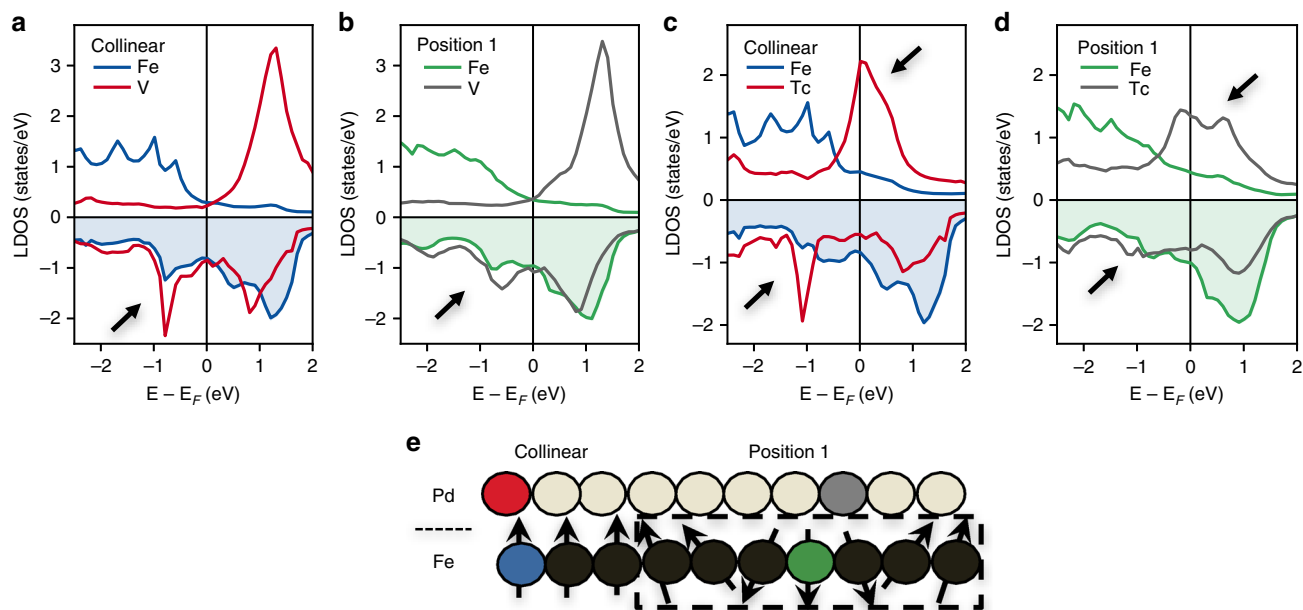 a
Collinear
Fe
V
LDOS (states/eV)
3
2
1
0
−1
−2
−2 −1 0 1 2
E − E_F (eV)
b
Position 1
Fe
V
3
2
1
0
−1
−2
−2 −1 0 1 2
E − E_F (eV)
c
Collinear
Fe
Tc
LDOS (states/eV)
2
1
0
−1
−2
−2 −1 0 1 2
E − E_F (eV)
d
Position 1
Fe
Tc
LDOS (states/eV)
2
1
0
−1
−2
−2 −1 0 1 2
E − E_F (eV)
e
Collinear Position 1
Pd
Fe